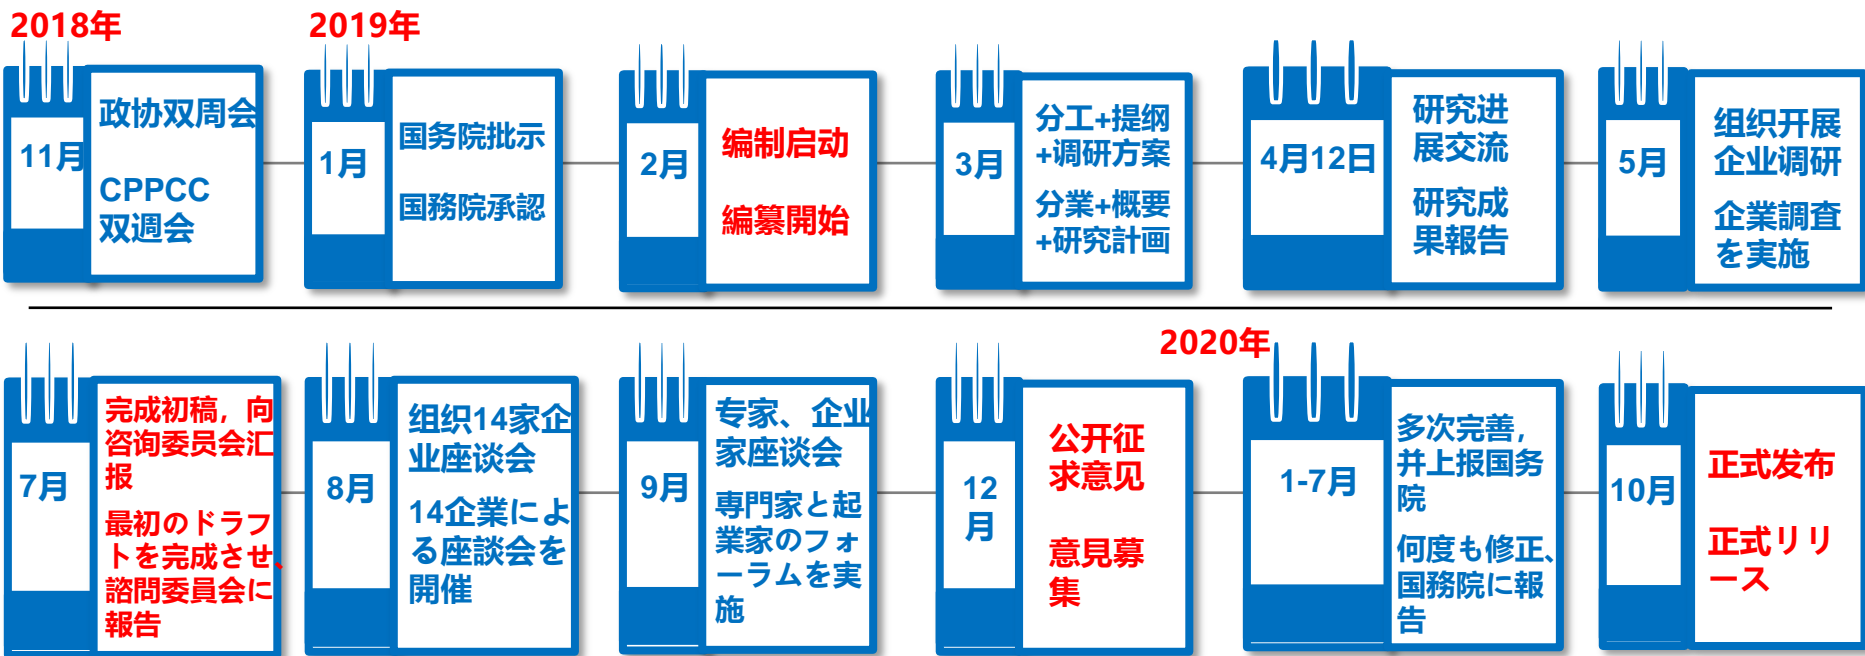 2018年
11月
政协双周会
CPPCC
双週会
2019年
1月
国务院批示
国務院承認
2月
编制启动
編纂開始
3月
分工+提纲
+调研方案
分業+概要
+研究計画
4月12日
研究进
展交流
研究成
果報告
5月
组织开展
企业调研
企業調査
を実施
7月
完成初稿，向
咨询委员会汇
报
最初のドラフ
トを完成させ、
諮問委員会に
報告
8月
组织14家企
业座谈会
14企業によ
る座談会を
開催
9月
专家、企业
家座谈会
専門家と起
業家のフォ
ーラムを実
施
12
月
公开征
求意见
意見募
集
2020年
1-7月
多次完善，
并上报国务
院
何度も修正、
国務院に報
告
10月
正式发布
正式リリ
ース